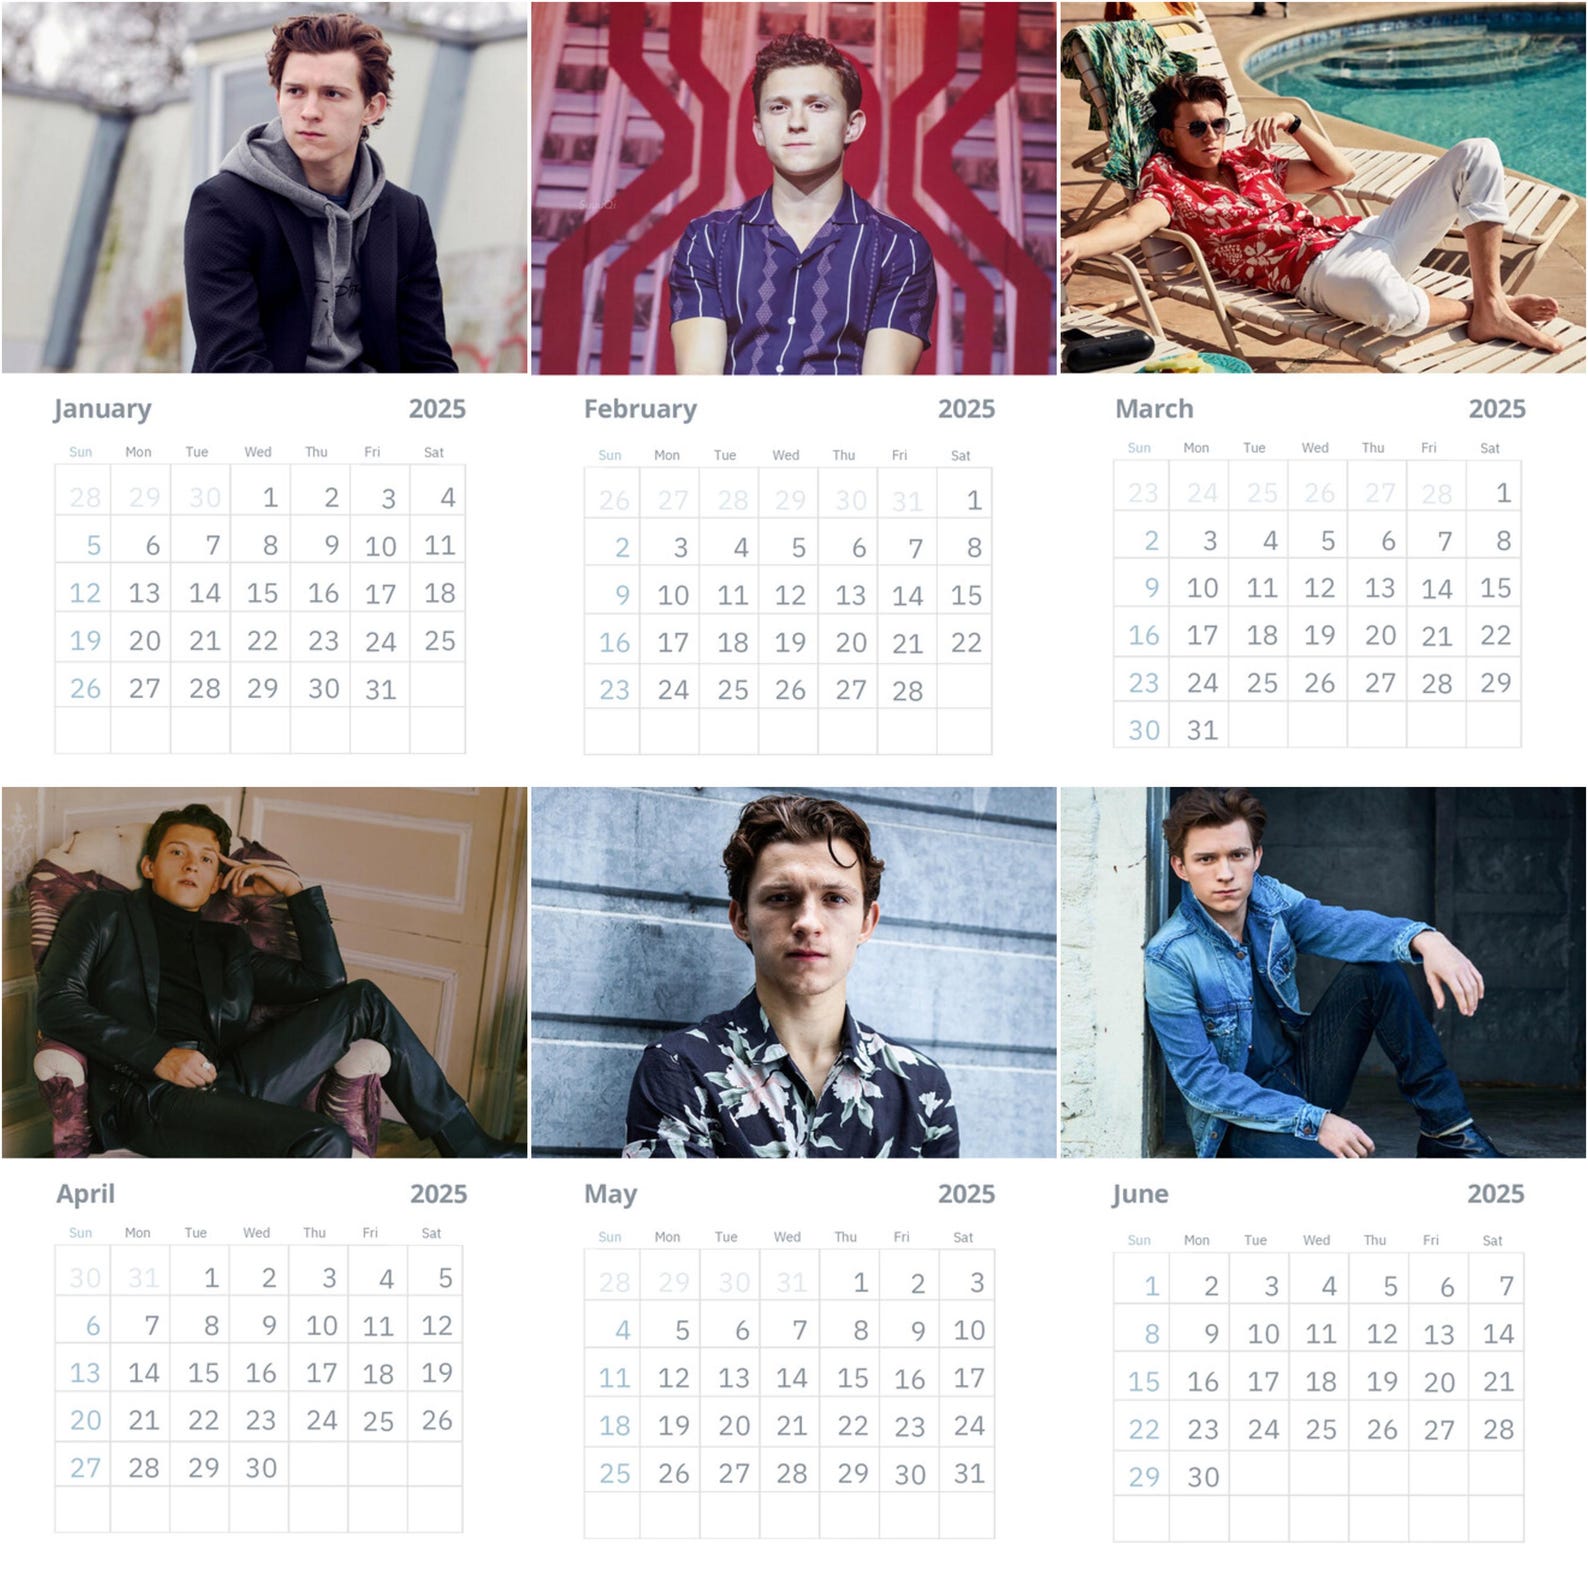 SuuuQi
January 2025
Sun Mon Tue Wed Thu Fri Sat
28 29 30 1 2 3 4
5 6 7 8 9 10 11
12 13 14 15 16 17 18
19 20 21 22 23 24 25
26 27 28 29 30 31
February 2025
Sun Mon Tue Wed Thu Fri Sat
26 27 28 29 30 31 1
2 3 4 5 6 7 8
9 10 11 12 13 14 15
16 17 18 19 20 21 22
23 24 25 26 27 28
March 2025
Sun Mon Tue Wed Thu Fri Sat
23 24 25 26 27 28 1
2 3 4 5 6 7 8
9 10 11 12 13 14 15
16 17 18 19 20 21 22
23 24 25 26 27 28 29
30 31
April 2025
Sun Mon Tue Wed Thu Fri Sat
30 31 1 2 3 4 5
6 7 8 9 10 11 12
13 14 15 16 17 18 19
20 21 22 23 24 25 26
27 28 29 30
May 2025
Sun Mon Tue Wed Thu Fri Sat
28 29 30 31 1 2 3
4 5 6 7 8 9 10
11 12 13 14 15 16 17
18 19 20 21 22 23 24
25 26 27 28 29 30 31
June 2025
Sun Mon Tue Wed Thu Fri Sat
1 2 3 4 5 6 7
8 9 10 11 12 13 14
15 16 17 18 19 20 21
22 23 24 25 26 27 28
29 30